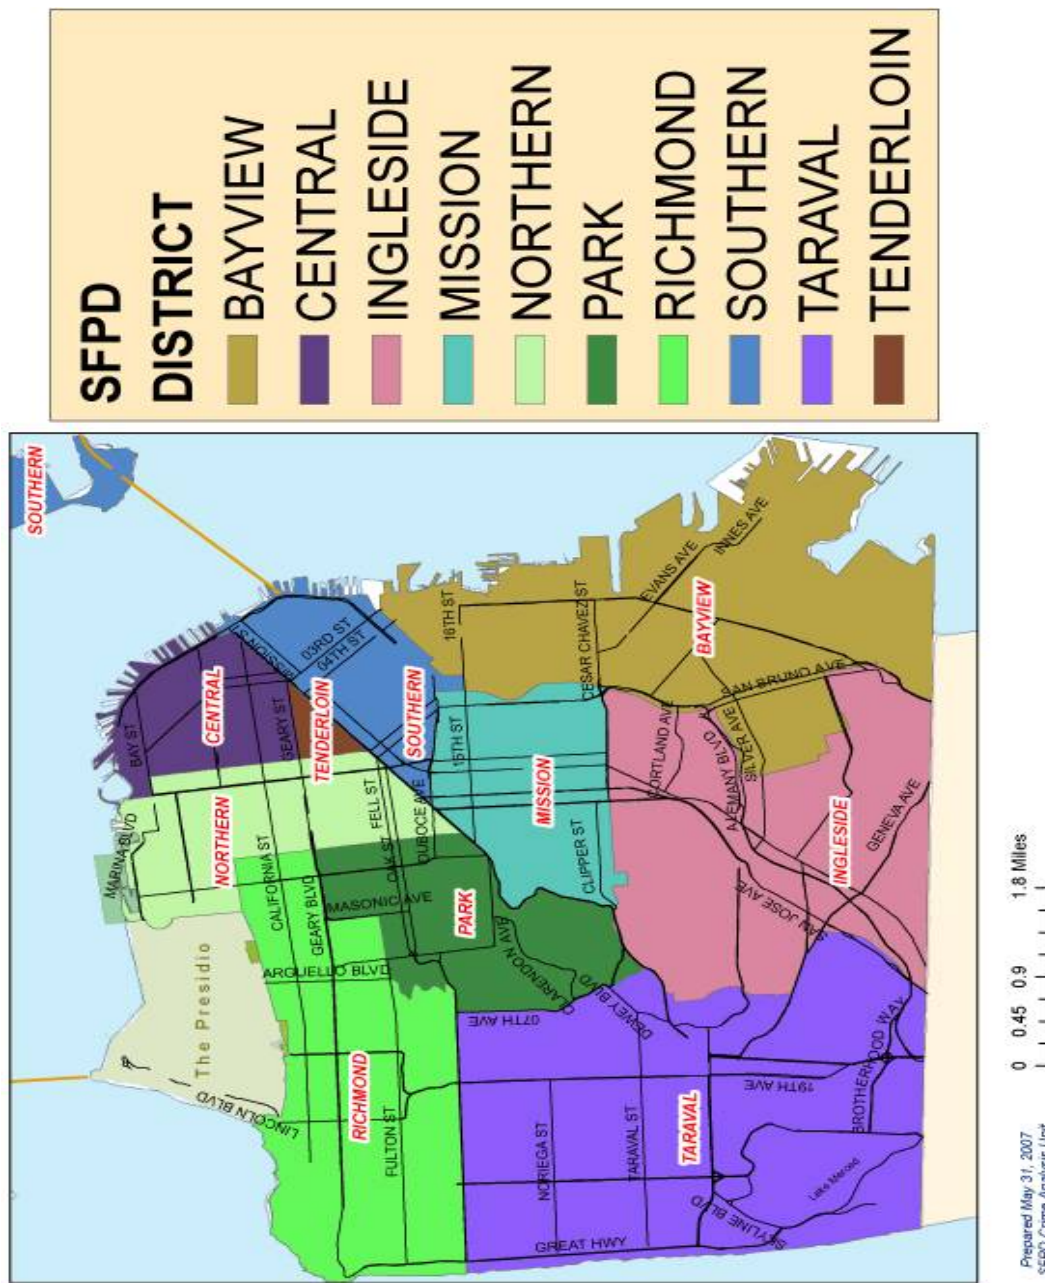 SFPD
DISTRICT
BAYVIEW
CENTRAL
INGLESIDE
MISSION
NORTHERN
PARK
RICHMOND
SOUTHERN
TARAVAL
TENDERLOIN
SOUTHERN
MARINA BLVD
BAY ST
CENTRAL
NORTHERN
The Presidio
LINCOLN BLVD
CALIFORNIA ST
GEARY ST
TENDERLOIN
MISSION S
03RD ST
04TH ST
GEARY BLVD
MASONIC AVE
ARGUELLO BLVD
FELL ST
OAK ST
DUBOCE AVE
SOUTHERN
RICHMOND
FULTON ST
PARK
15TH ST
16TH ST
07TH AVE
CLARENDON AVE
DEWEY BLVD
MISSION
CLIPPER ST
CESAR CHAVEZ ST
EVANS AVE
INNES AVE
BAYVIEW
SAN BRUNO AVE
CORTLAND AVE
ALEMANY BLVD
SILVER AVE
NORIEGA ST
TARAVAL ST
GREAT HWY
TARAVAL
19TH AVE
SKYLINE BLVD
Lake Merced
BROTHERHOOD WAY
SAN JOSE AVE
INGLESIDE
GENEVA AVE
0 0.45 0.9 1.8 Miles
Prepared May 31, 2007
SFPD Crime Analysis Unit